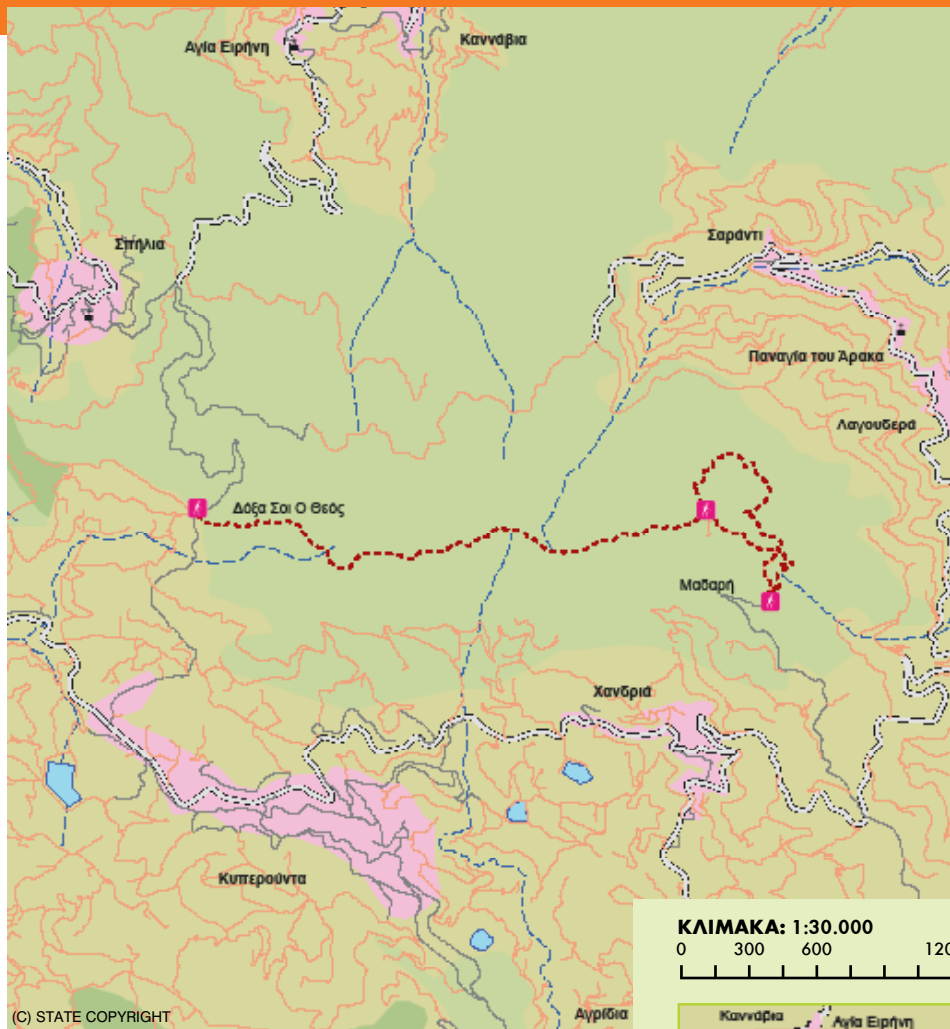 Αγία Ειρήνη
Καννάβια
Σπήλια
Σαράντι
Παναγία του Άρακα
Λαγουδερά
Δόξα Σοι Ο Θεός
Μαδαρή
Χανδριά
Κυπερούντα
ΚΛΙΜΑΚΑ: 1:30.000
0 300 600 120
Καννάβια
Αγία Ειρήνη
Αγρίδια
(C) STATE COPYRIGHT